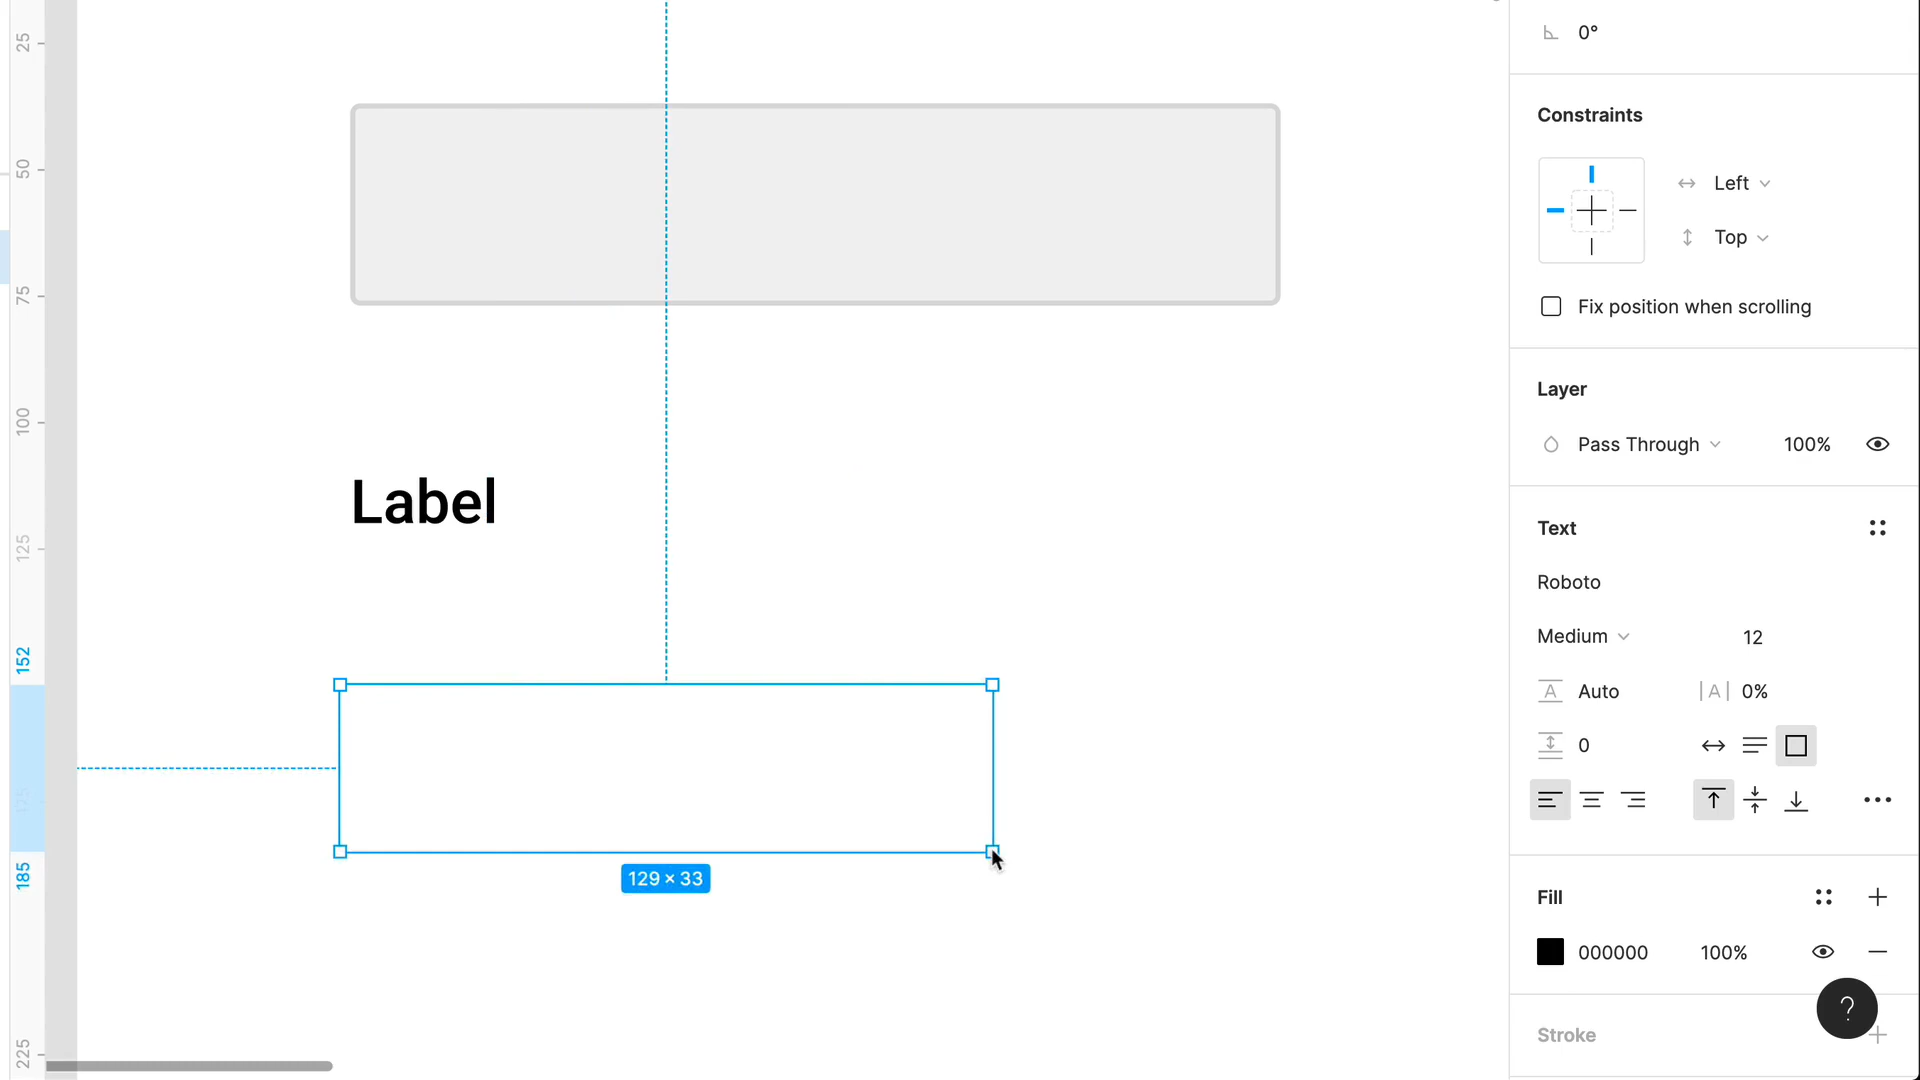 25
50
75
100
125
152
175
185
225
Label
129 × 33
0°
Constraints
Left
Top
Fix position when scrolling
Layer
Pass Through 100%
Text
Roboto
Medium 12
A Auto |A| 0%
0
Fill
000000 100%
?
Stroke